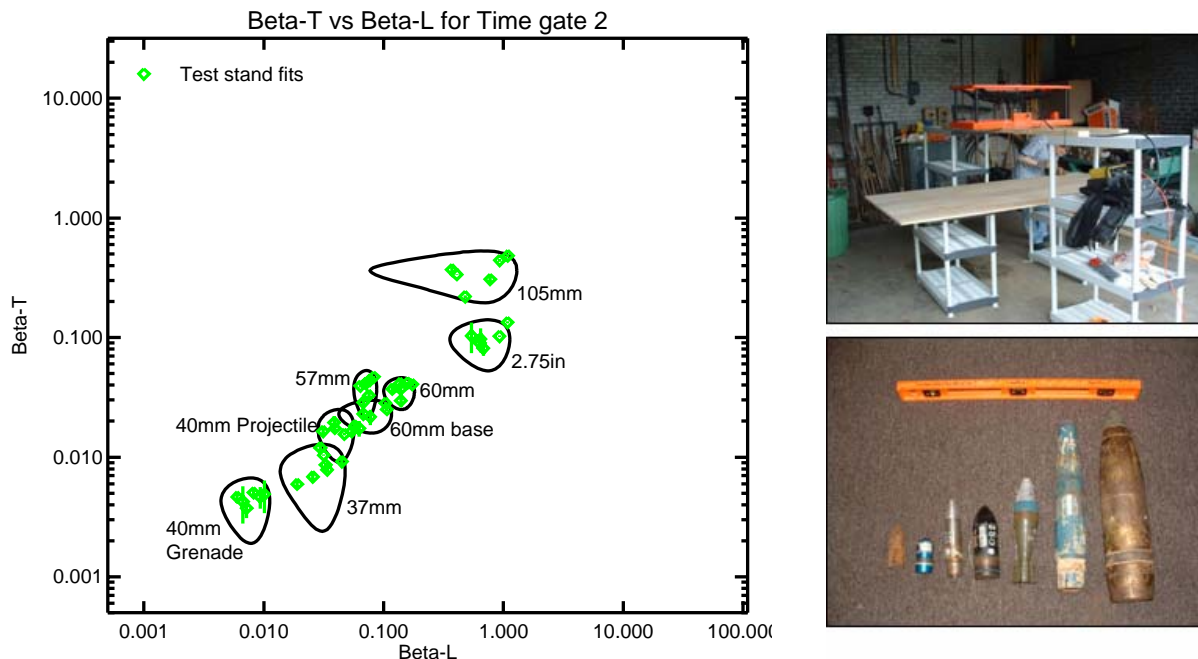 Beta-T vs Beta-L for Time gate 2
Test stand fits
10.000
1.000
0.100
0.010
0.001
Beta-T
105mm
2.75in
57mm
60mm
40mm Projectile
60mm base
37mm
40mm
Grenade
0.001 0.010 0.100 1.000 10.000 100.000
Beta-L